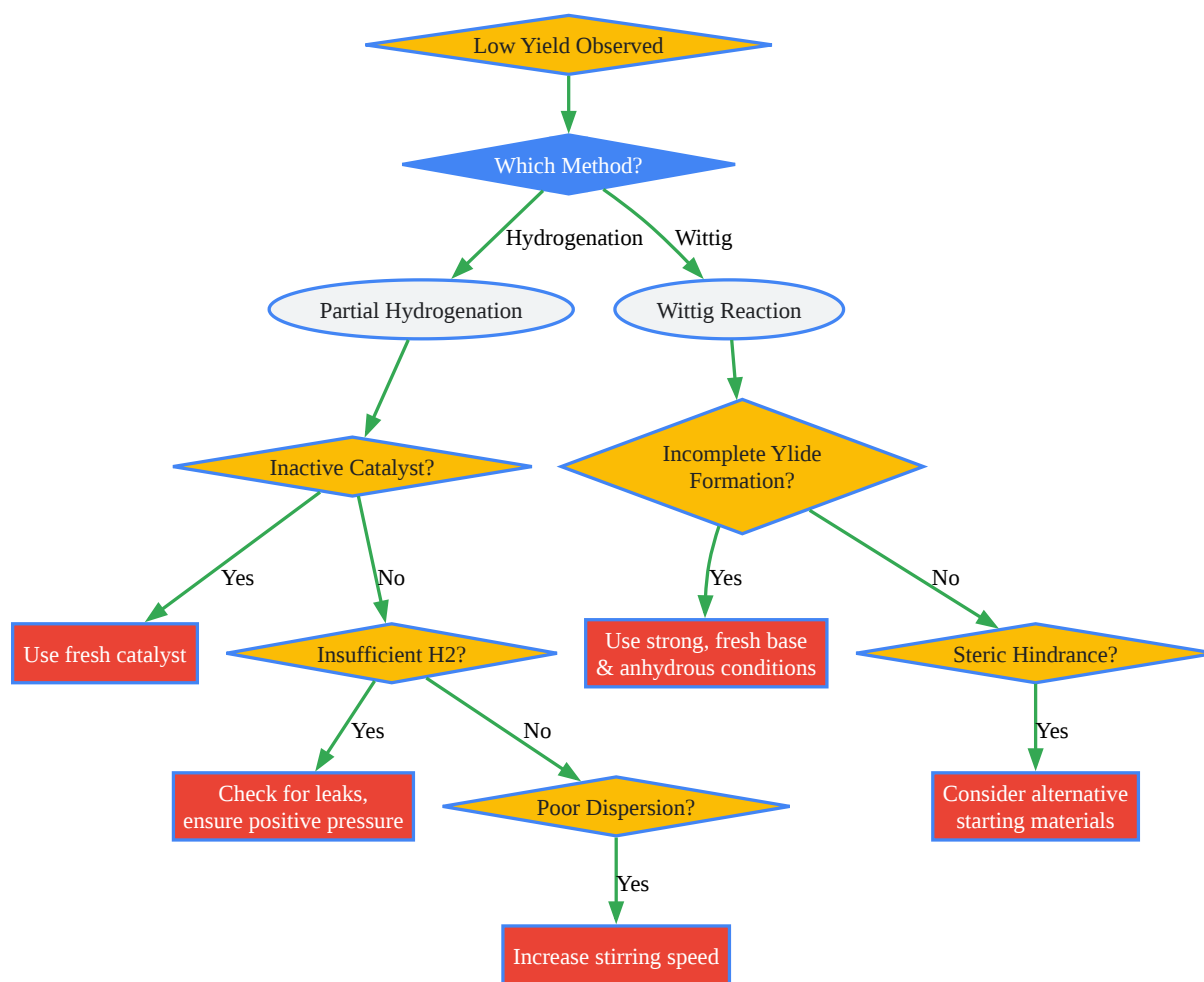 Low Yield Observed
Which Method?
Hydrogenation
Wittig
Partial Hydrogenation
Wittig Reaction
Inactive Catalyst?
Incomplete Ylide
Formation?
Yes
No
Yes
No
Use fresh catalyst
Insufficient H2?
Use strong, fresh base
& anhydrous conditions
Steric Hindrance?
Yes
No
Yes
Check for leaks,
ensure positive pressure
Poor Dispersion?
Consider alternative
starting materials
Yes
Increase stirring speed